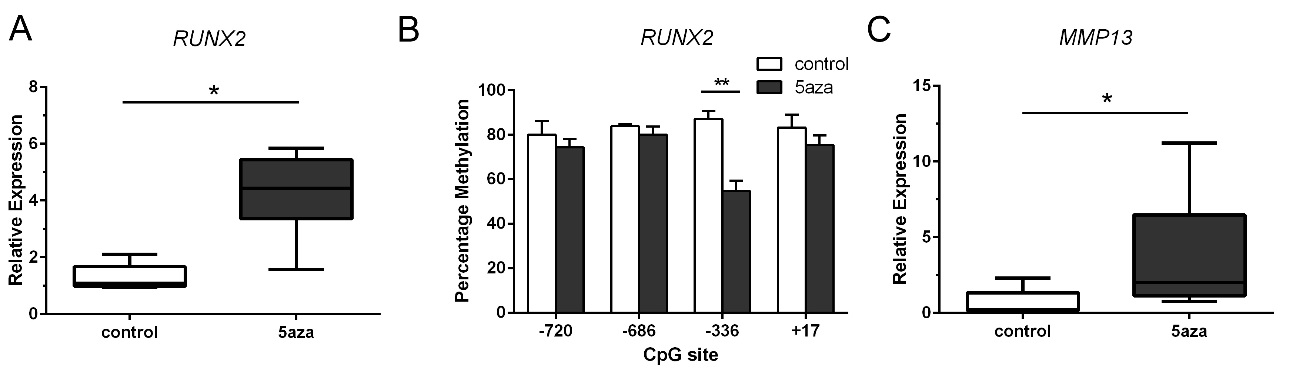 A
RUNX2
*
Relative Expression
8
6
4
2
0
control
5aza
B
RUNX2
control
5aza
**
Percentage Methylation
100
80
60
40
20
0
-720
-686
-336
+17
CpG site
C
MMP13
*
Relative Expression
15
10
5
0
control
5aza